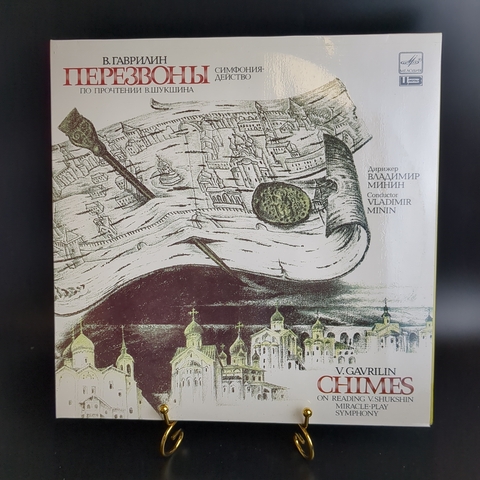 В. ГАВРИЛИН
ПЕРЕЗВОНЫ
СИМФОНИЯ-
ДЕЙСТВО
ПО ПРОЧТЕНИИ В. ШУКШИНА
Дирижер
ВЛАДИМИР
МИНИН
Conductor
VLADIMIR
MININ
V. GAVRILIN
CHIMES
ON READING V. SHUKSHIN
MIRACLE-PLAY
SYMPHONY